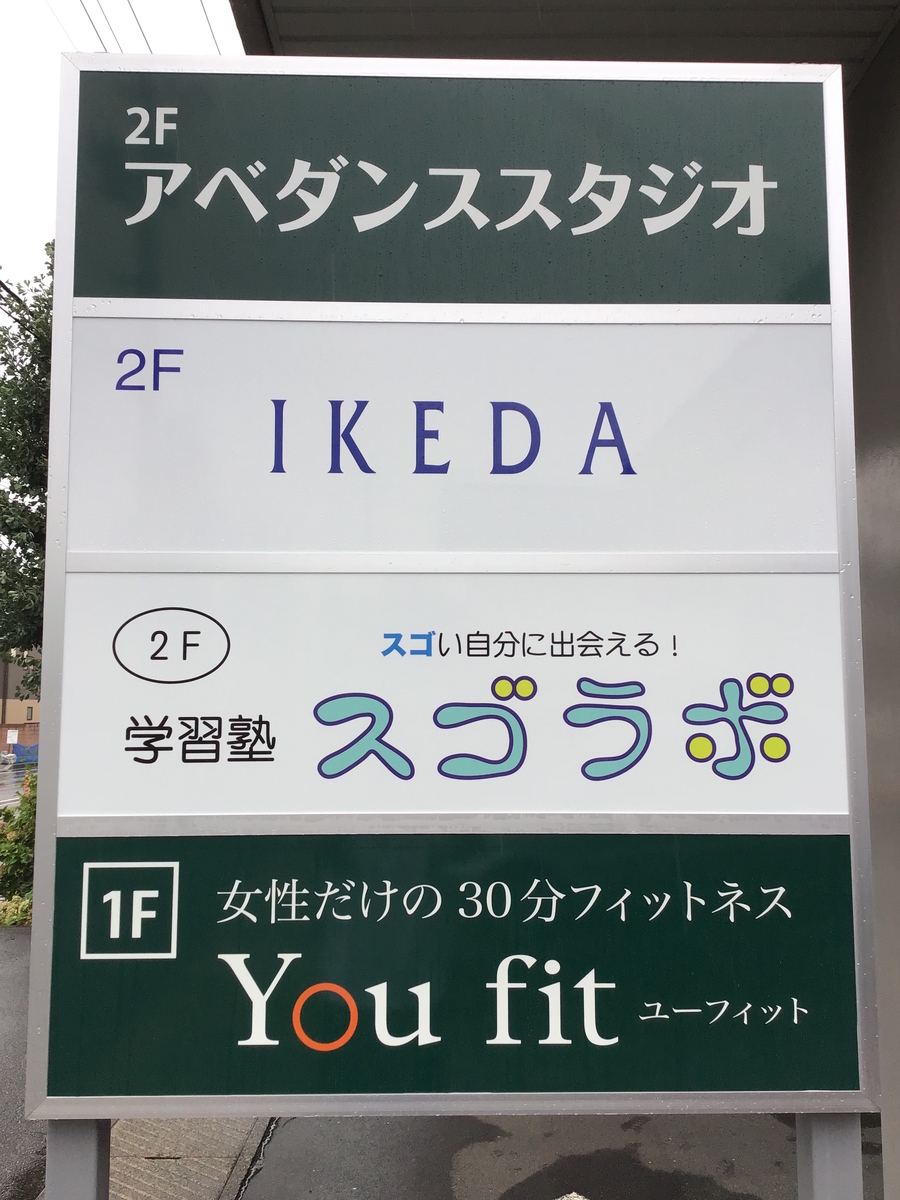 2F
アベダンススタジオ
2F
IKEDA
2F
スゴい自分に出会える！
学習塾 スゴラボ
1F
女性だけの30分フィットネス
You fit ユーフィット